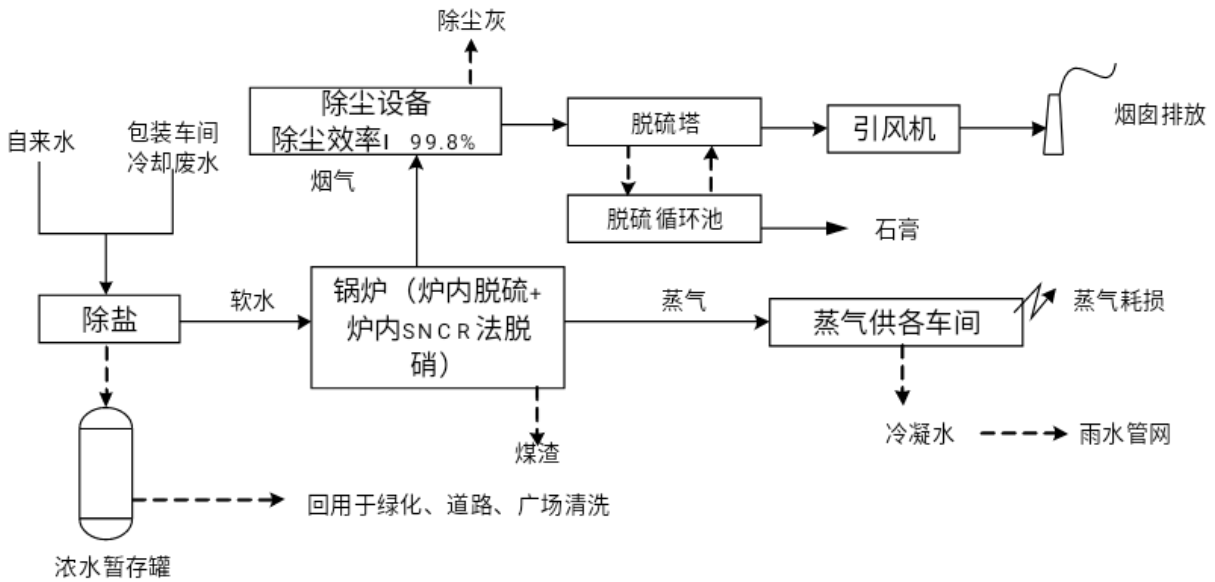 除尘灰
除尘设备
除尘效率I 99.8%
脱硫塔
引风机
烟囱排放
自来水
包装车间
冷却废水
烟气
脱硫循环池
石膏
除盐
软水
锅炉（炉内脱硫+
炉内SNCR法脱
硝）
蒸气
蒸气供各车间
蒸气耗损
煤渣
冷凝水
雨水管网
回用于绿化、道路、广场清洗
浓水暂存罐